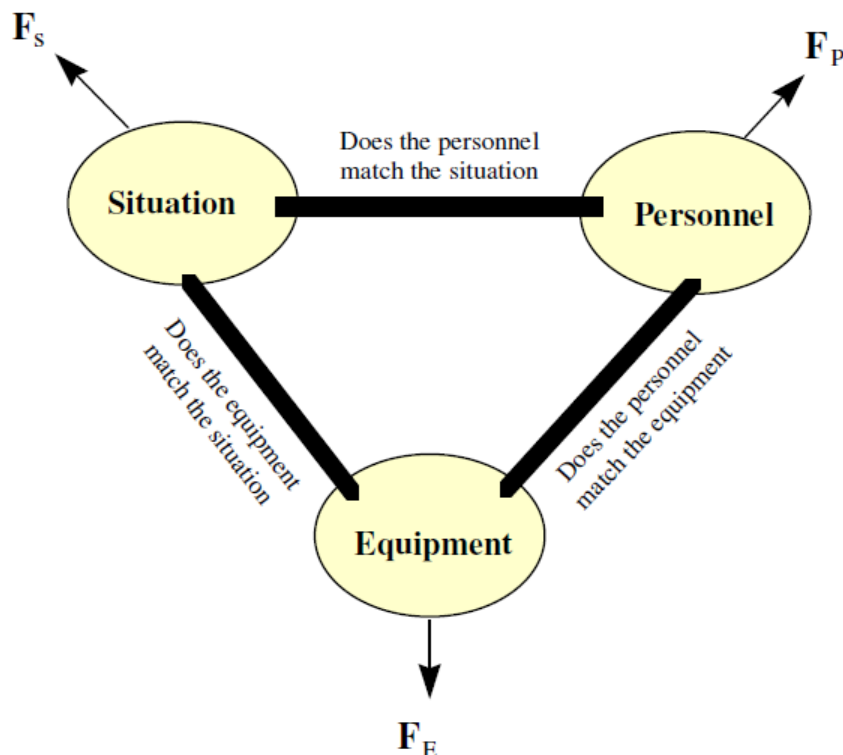 F_S
F_P
Does the personnel
match the situation
Situation
Personnel
Does the equipment
match the situation
Does the personnel
match the equipment
Equipment
F_E